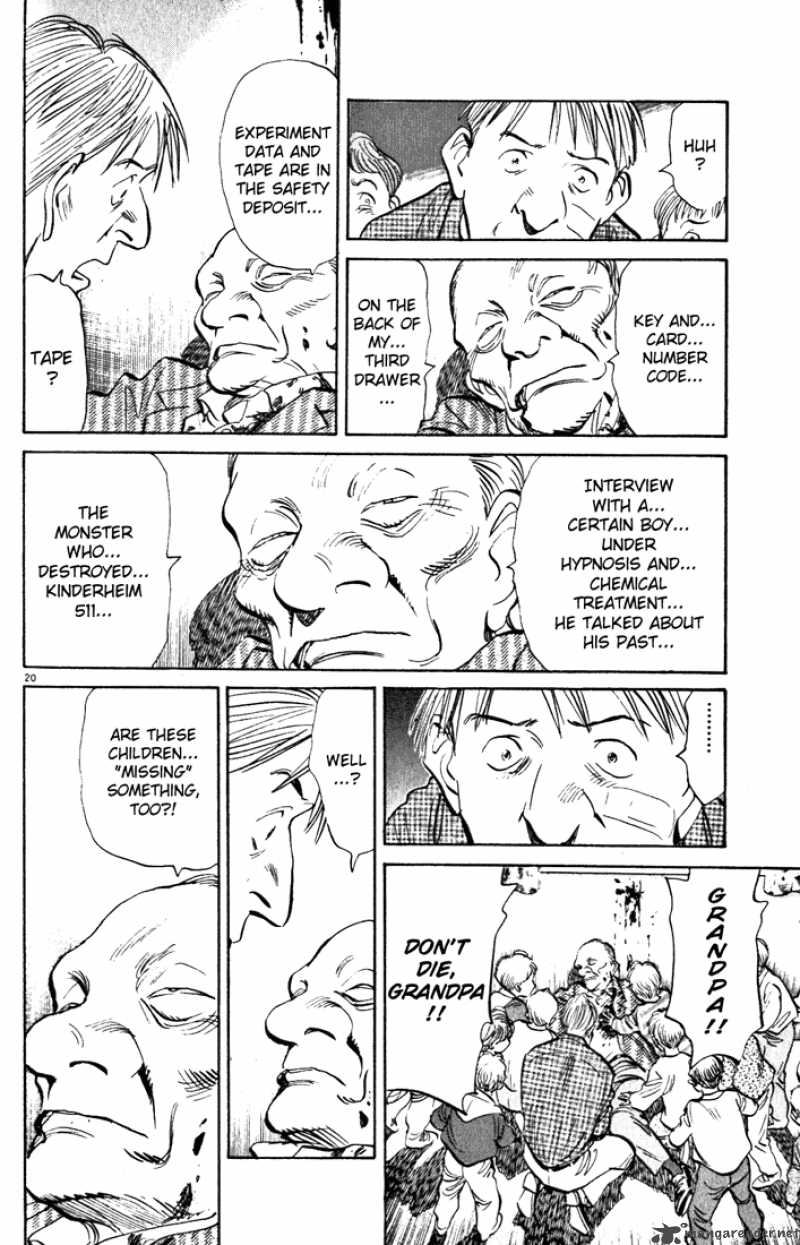 HUH
?
KEY AND...
CARD...
NUMBER
CODE...
ON THE
BACK OF
MY...
THIRD
DRAWER
...
EXPERIMENT
DATA AND
TAPE ARE
IN THE
SAFETY
DEPOSIT...
TAPE
?
INTERVIEW
WITH A...
CERTAIN BOY...
UNDER
HYPNOSIS AND...
CHEMICAL
TREATMENT...
HE TALKED ABOUT
HIS PAST...
THE
MONSTER
WHO...
DESTROYED...
KINDERHEIM
511...
20
........
GRANDPA!!
DON'T
DIE,
GRANDPA
!!
WELL
...?
ARE THESE
CHILDREN...
"MISSING"
SOMETHING,
TOO?!
mangareader.net